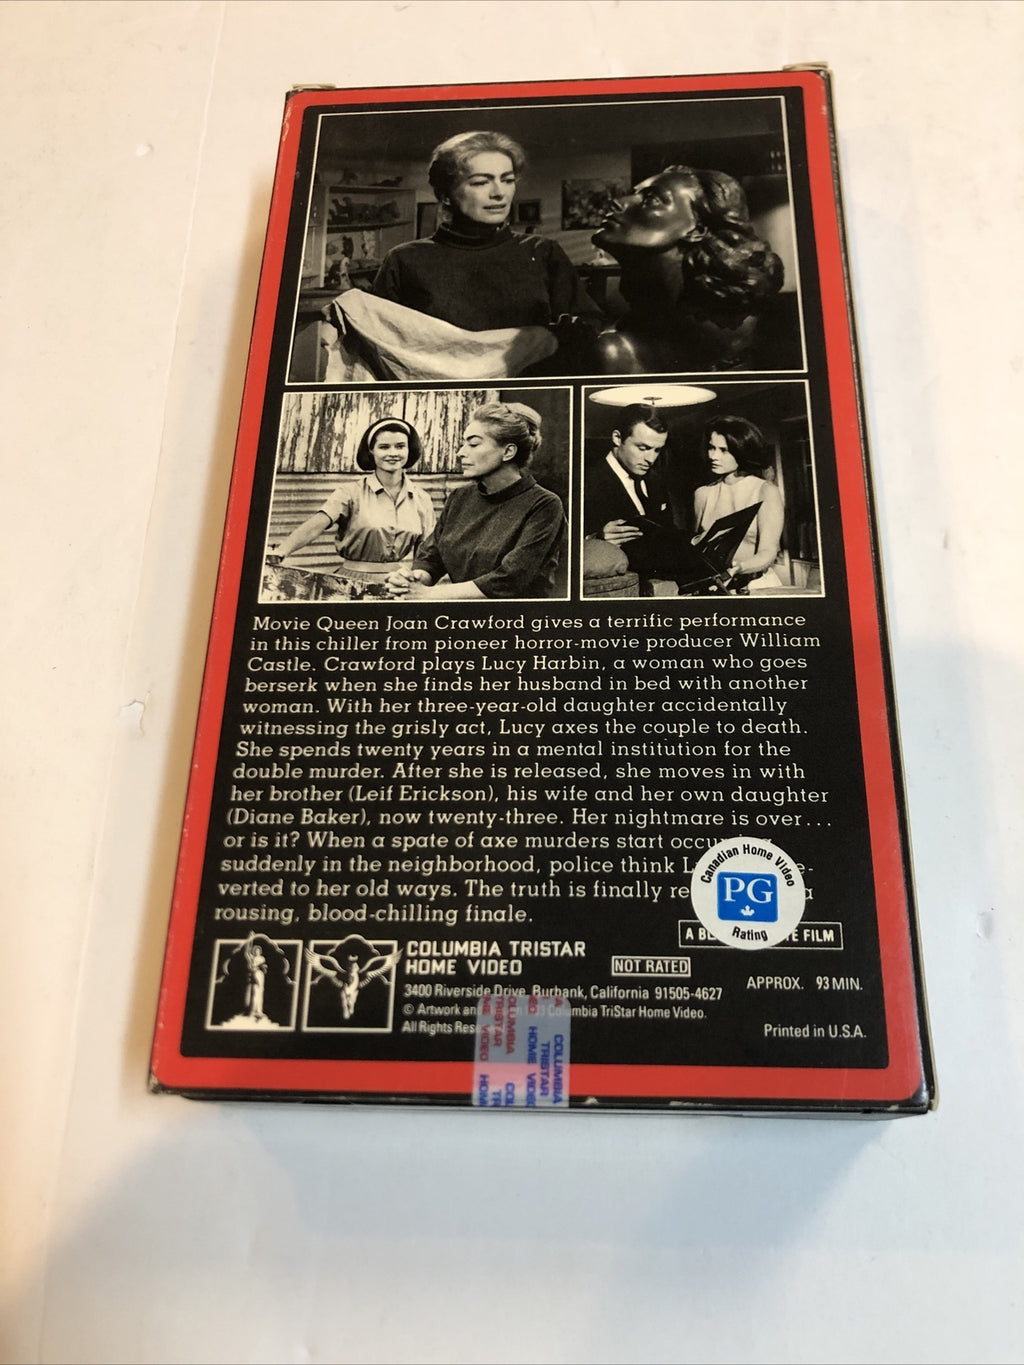 Movie Queen Joan Crawford gives a terrific performance
in this chiller from pioneer horror-movie producer William
Castle. Crawford plays Lucy Harbin, a woman who goes
berserk when she finds her husband in bed with another
woman. With her three-year-old daughter accidentally
witnessing the grisly act, Lucy axes the couple to death.
She spends twenty years in a mental institution for the
double murder. After she is released, she moves in with
her brother (Leif Erickson), his wife and her own daughter
(Diane Baker), now twenty-three. Her nightmare is over...
or is it? When a spate of axe murders start
suddenly in the neighborhood, police think
verted to her old ways. The truth is finally
rousing, blood-chilling finale.
Canadian Home Video
PG
Rating
A FILM
COLUMBIA TRISTAR
HOME VIDEO
NOT RATED
APPROX. 93 MIN.
3400 Riverside Drive, Burbank, California 91505-4627
© Artwork Columbia TriStar Home Video.
All Rights
Printed in U.S.A.
COLUMBIA
TRISTAR
HOME VIDEO